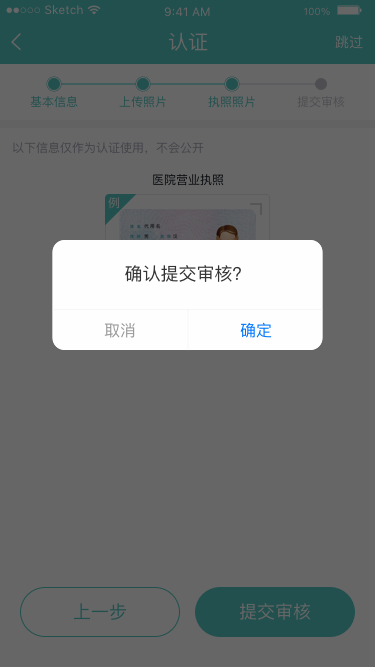 Sketch 9:41 AM 100%
认证 跳过
基本信息 上传照片 执照照片 提交审核
以下信息仅作为认证使用，不会公开
医院营业执照
例
确认提交审核?
取消 确定
上一步 提交审核